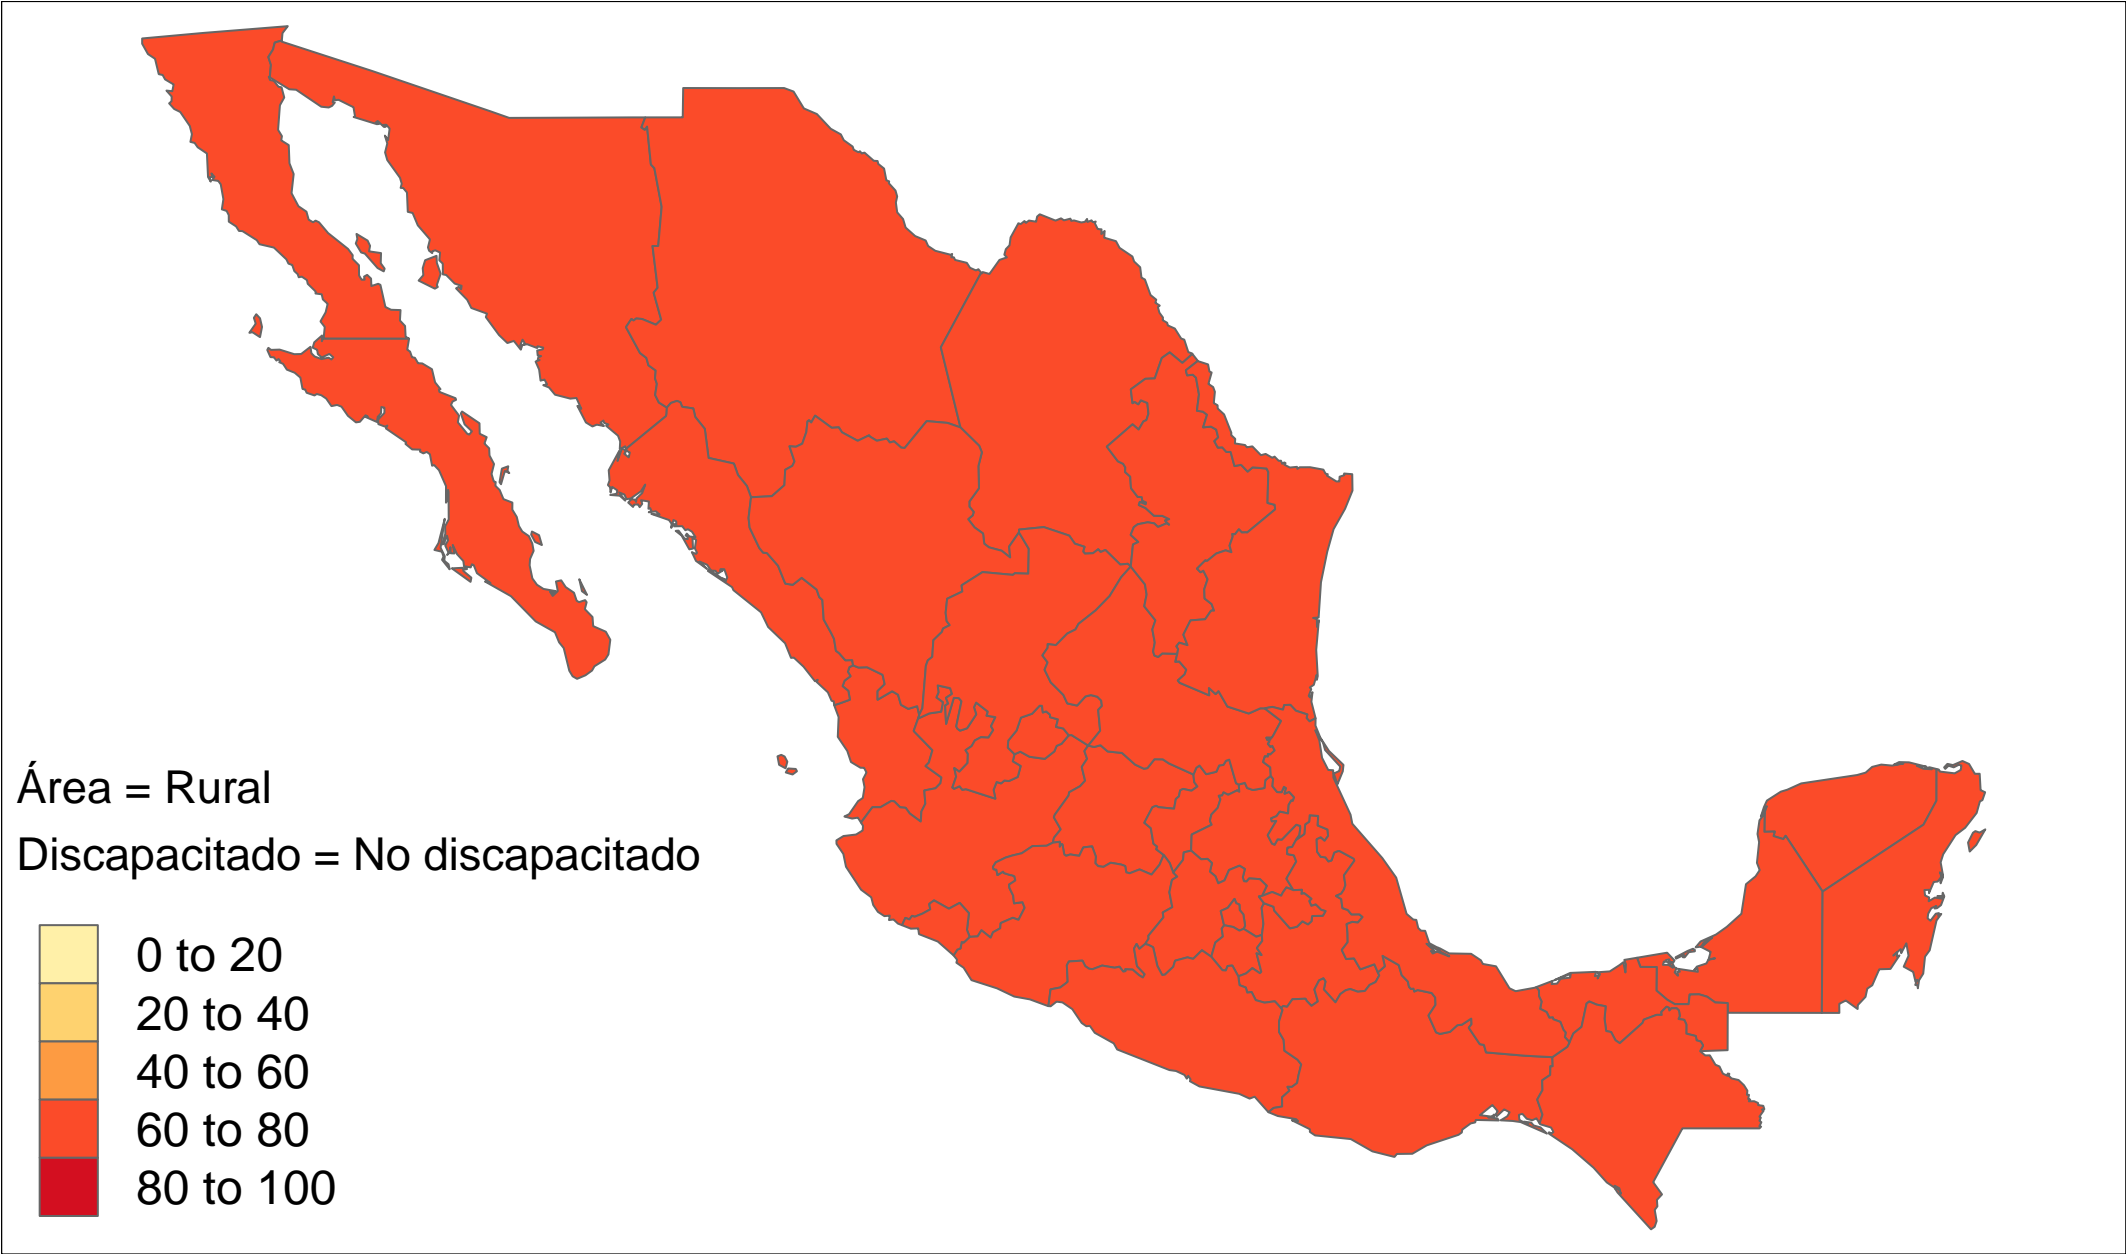 Área = Rural
Discapacitado = No discapacitado
0 to 20
20 to 40
40 to 60
60 to 80
80 to 100